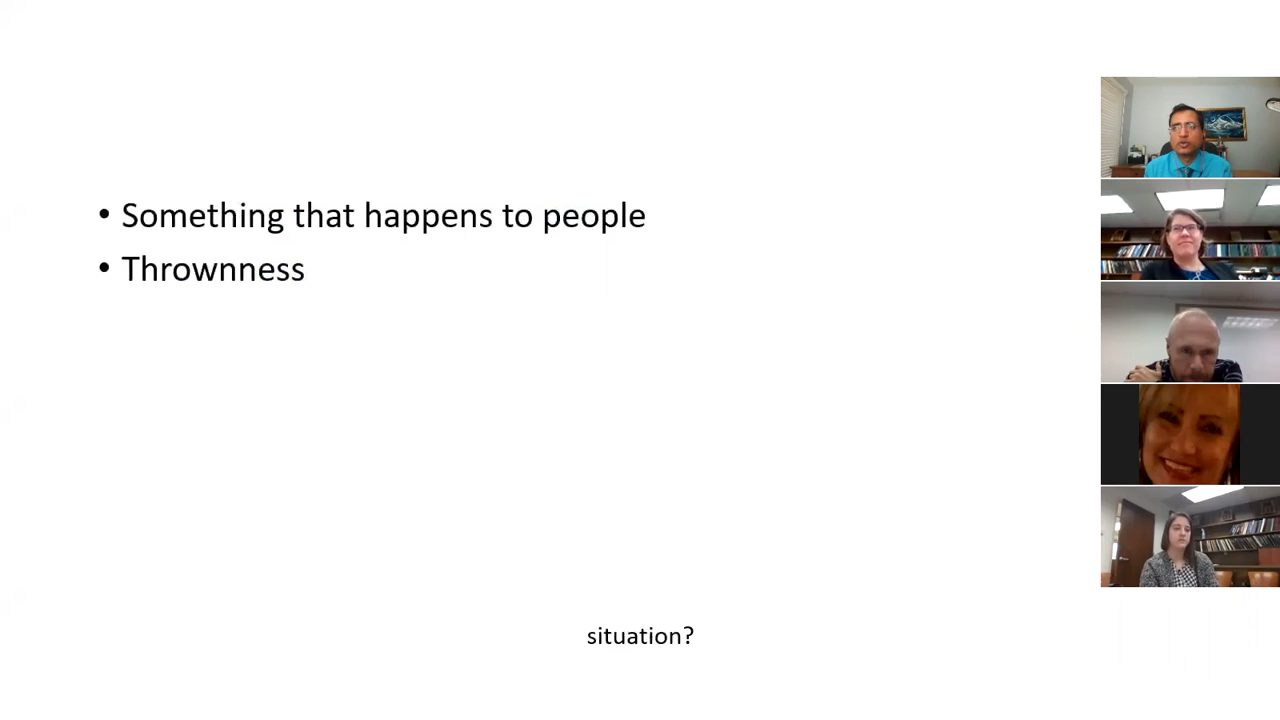 • Something that happens to people
• Thrownness
situation?